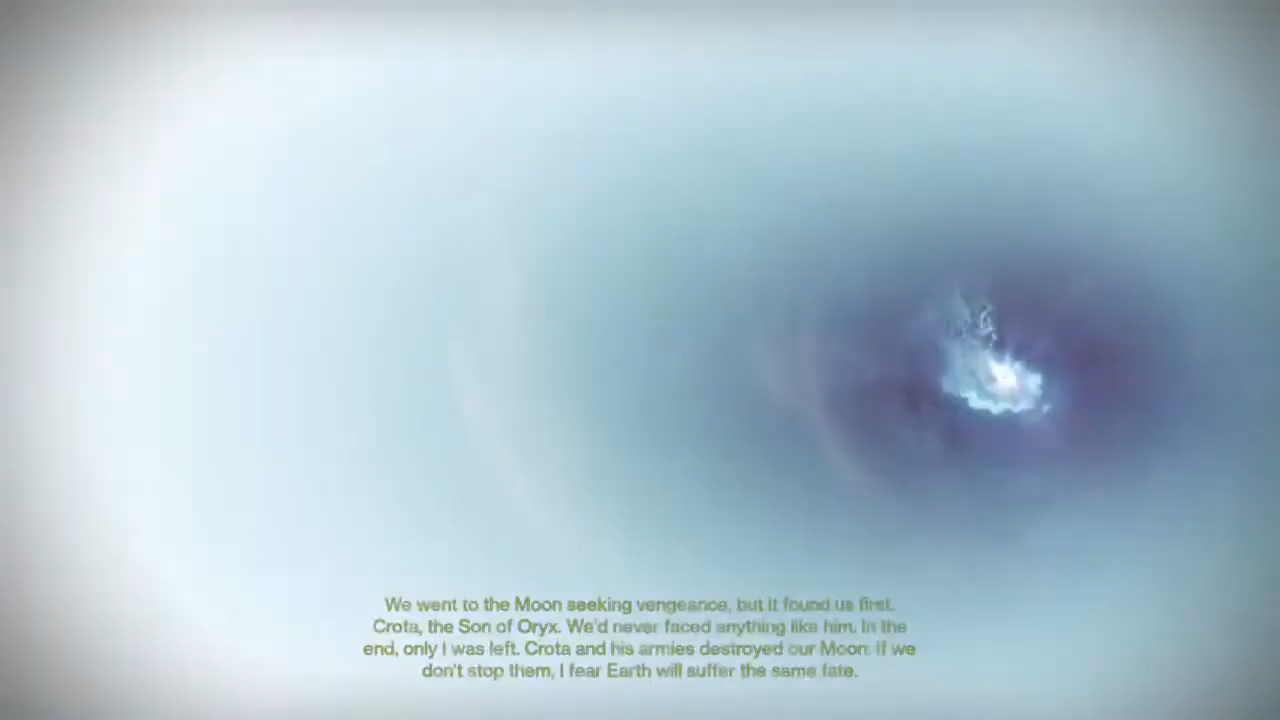 We went to the Moon seeking vengeance, but it found us first.
Crota, the Son of Oryx. We'd never faced anything like him. In the
end, only I was left. Crota and his armies destroyed our Moon. If we
don't stop them, I fear Earth will suffer the same fate.